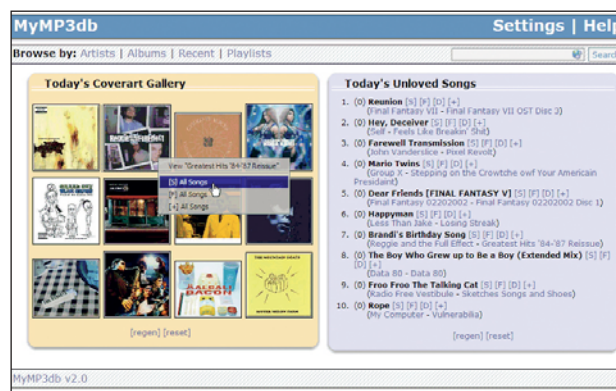 MyMP3db
Settings | Help
Browse by: Artists | Albums | Recent | Playlists
Search
Today's Coverart Gallery
View "Greatest Hits '84-'87 Reissue"
[S] All Songs
[F] All Songs
[+] All Songs
MALBALL
BACON
[regen] [reset]
Today's Unloved Songs
1. (0) Reunion [S] [F] [D] [+]
(Final Fantasy VII - Final Fantasy VII OST Disc 2)
2. (0) Hey, Deceiver [S] [F] [D] [+]
(Self - Feels Like Breakin' Shit)
3. (0) Farewell Transmission [S] [F] [D] [+]
(John Vanderslice - Pixel Revolt)
4. (0) Mario Twins [S] [F] [D] [+]
(Group X - Stepping on the Crowtche owf Your American
Presidaint)
5. (0) Dear Friends [FINAL FANTASY V] [S] [F] [D] [+]
(Final Fantasy 02202002 - Final Fantasy 02202002 Disc 1)
6. (0) Happyman [S] [F] [D] [+]
(Less Than Jake - Losing Streak)
7. (0) Brandi's Birthday Song [S] [F] [D] [+]
(Reggie and the Full Effect - Greatest Hits '84-'87 Reissue)
8. (0) The Boy Who Grew up to Be a Boy (Extended Mix) [S] [F]
[D] [+]
(Data 80 - Data 80)
9. (0) Froo Froo The Talking Cat [S] [F] [D] [+]
(Radio Free Vestibule - Sketches Songs and Shoes)
10. (0) Rope [S] [F] [D] [+]
(My Computer - Vulnerabilia)
[regen] [reset]
MyMP3db v2.0